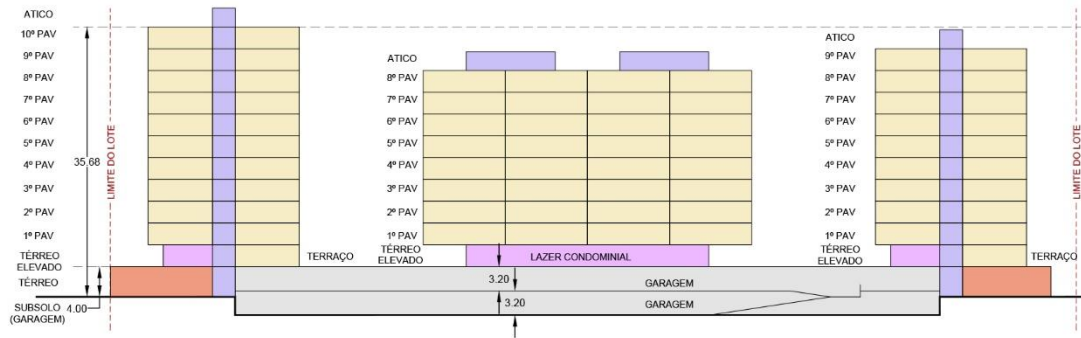 ATICO
10º PAV
9º PAV
8º PAV
7º PAV
6º PAV
5º PAV
4º PAV
3º PAV
2º PAV
1º PAV
TÉRREO
ELEVADO
TÉRREO
SUBSOLO
(GARAGEM)
35.68
4.00
LIMITE DO LOTE
TERRAÇO
ATICO
8º PAV
7º PAV
6º PAV
5º PAV
4º PAV
3º PAV
2º PAV
1º PAV
TÉRREO
ELEVADO
LAZER CONDOMINIAL
3.20
GARAGEM
3.20
GARAGEM
ATICO
9º PAV
8º PAV
7º PAV
6º PAV
5º PAV
4º PAV
3º PAV
2º PAV
1º PAV
TÉRREO
ELEVADO
TERRAÇO
LIMITE DO LOTE